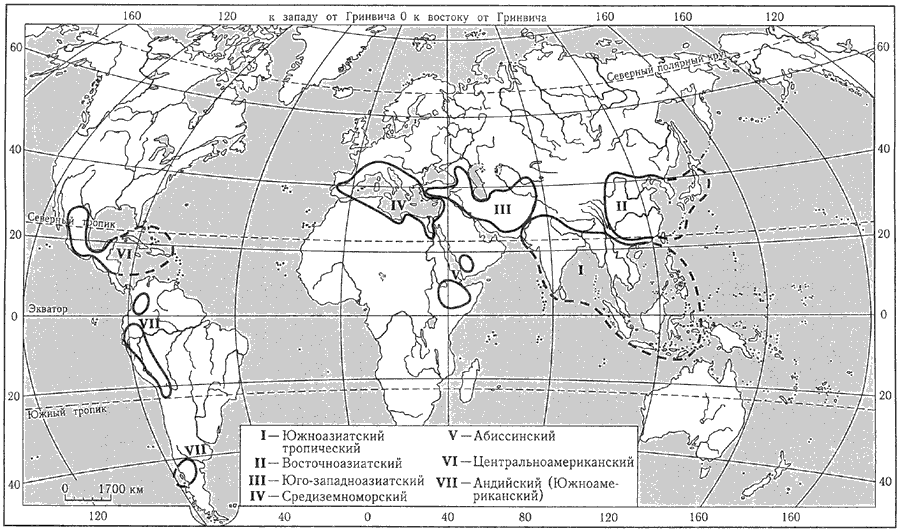 160 120 к западу от Гринвича 0 к востоку от Гринвича 160 160 120
60 Северный полярный круг 60
40 40
IV III II
Северный тропик
20 VI V I 20
Экватор
0 VII 0
20 20
Южный тропик
VII
40 40
0 1700 км
I — Южноазиатский
тропический
II — Восточноазиатский
III — Юго-западноазиатский
IV — Средиземноморский
V — Абиссинский
VI — Центральноамериканский
VII — Андийский (Южноаме-
риканский)
120 80 40 0 40 80 120 160